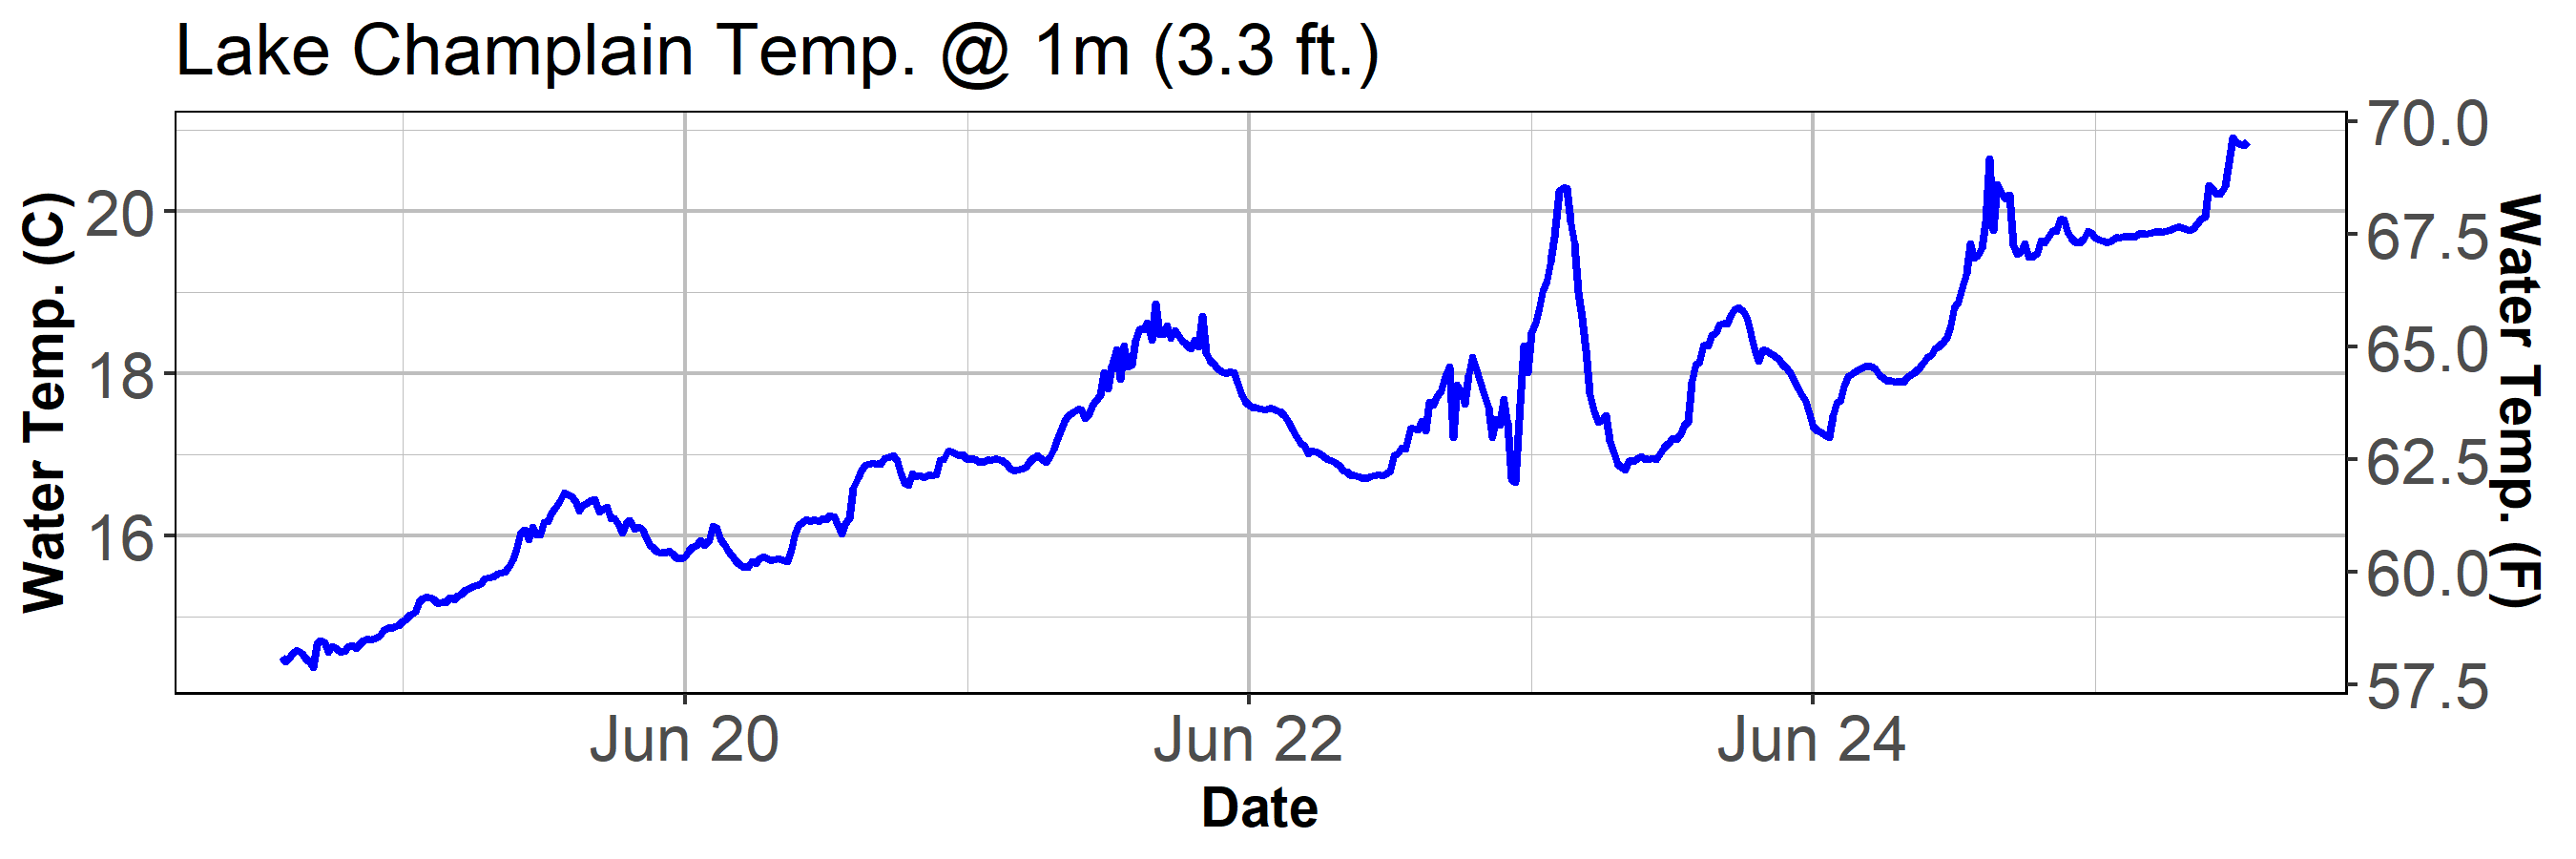 Lake Champlain Temp. @ 1m (3.3 ft.)
Water Temp. (C)
20
18
16
70.0
67.5
65.0
62.5
60.0
57.5
Water Temp. (F)
Jun 20
Jun 22
Jun 24
Date